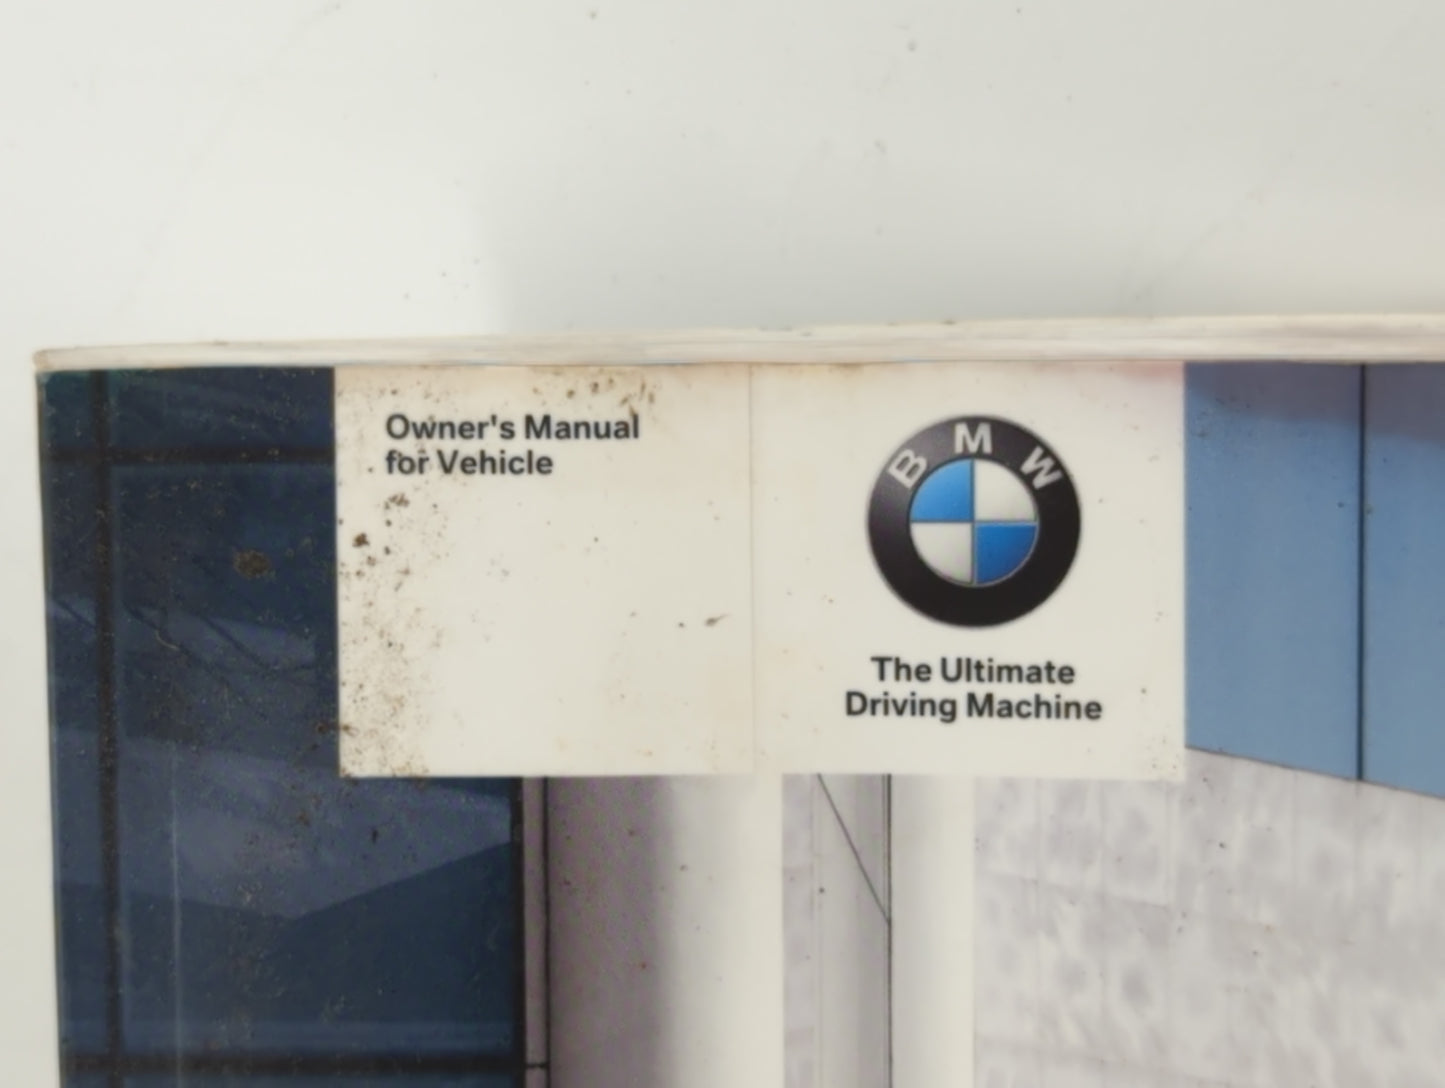 Owner's Manual
for Vehicle
BMW
The Ultimate
Driving Machine